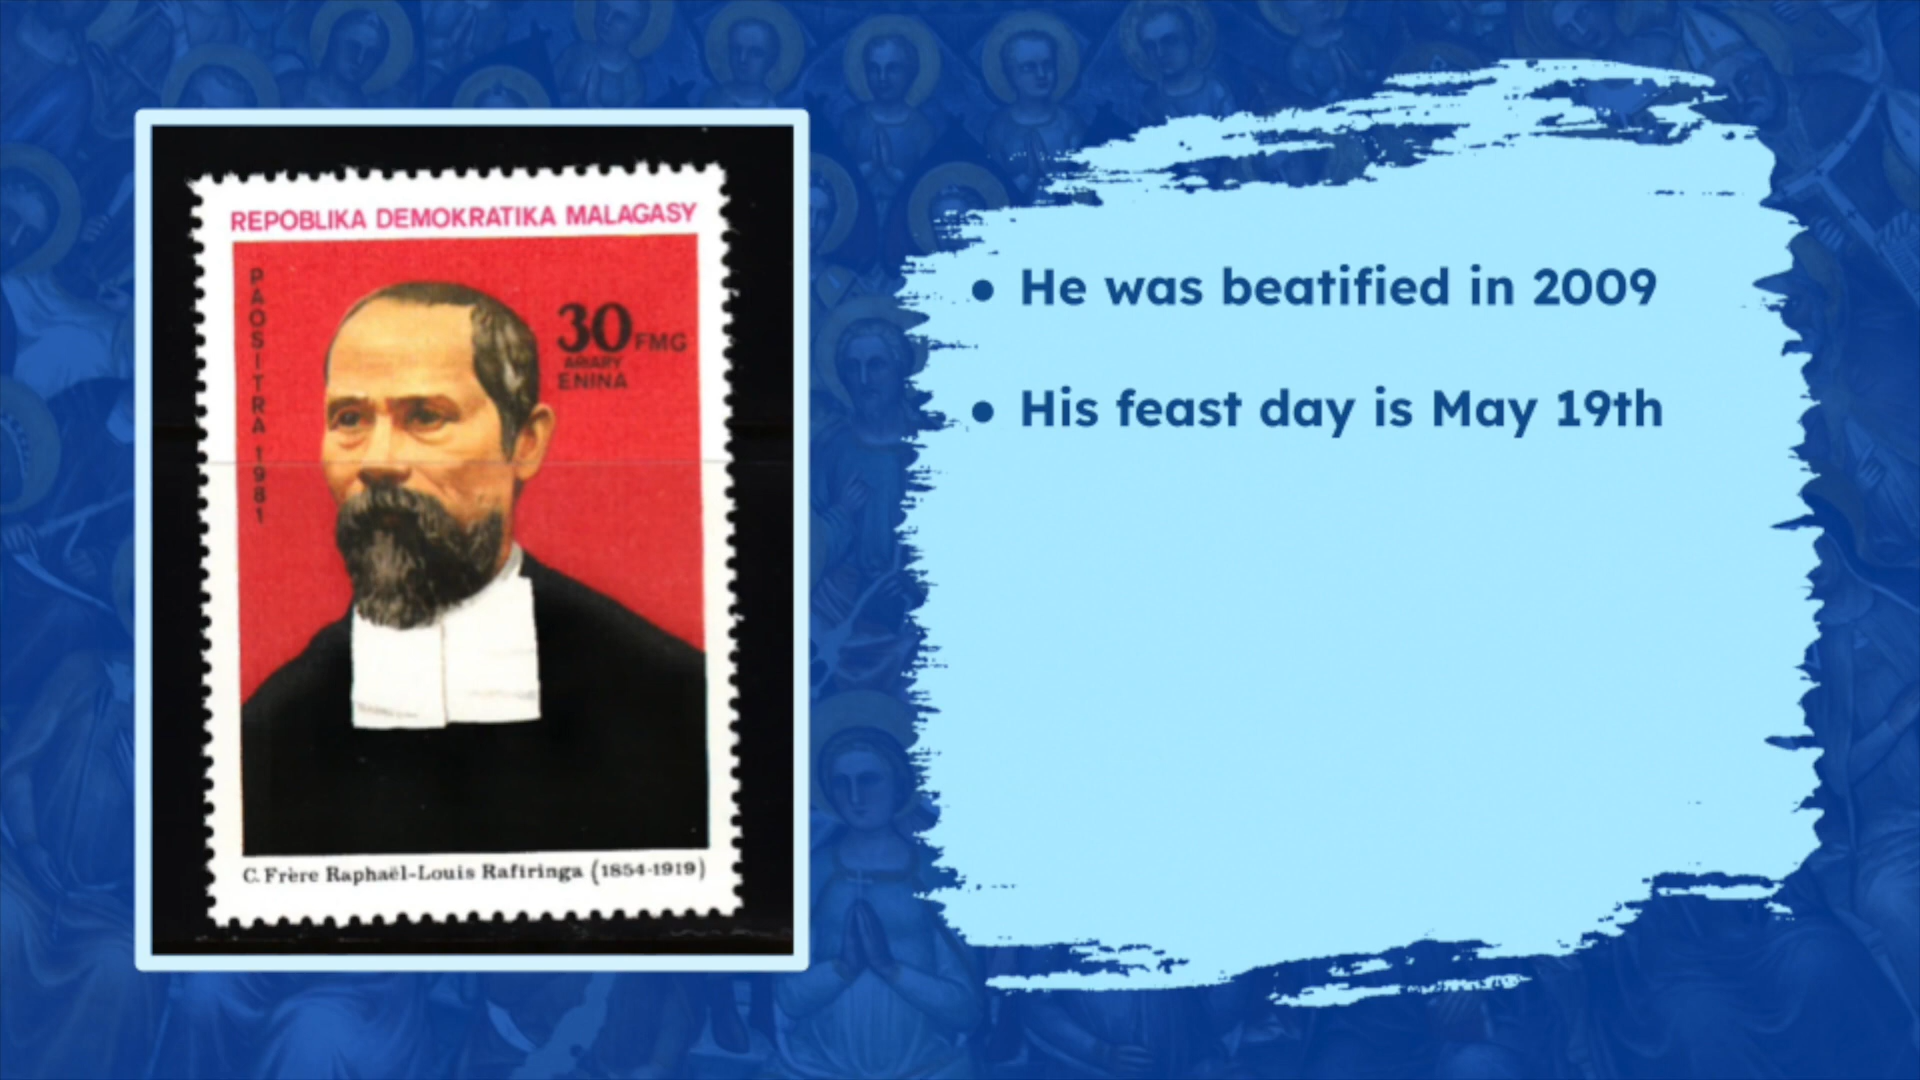 REPOBLIKA DEMOKRATIKA MALAGASY
PAOSITRA 1981
30 FMG
ARIARY
ENINA
C. Frère Raphaël-Louis Rafiringa (1854-1919)
• He was beatified in 2009
• His feast day is May 19th